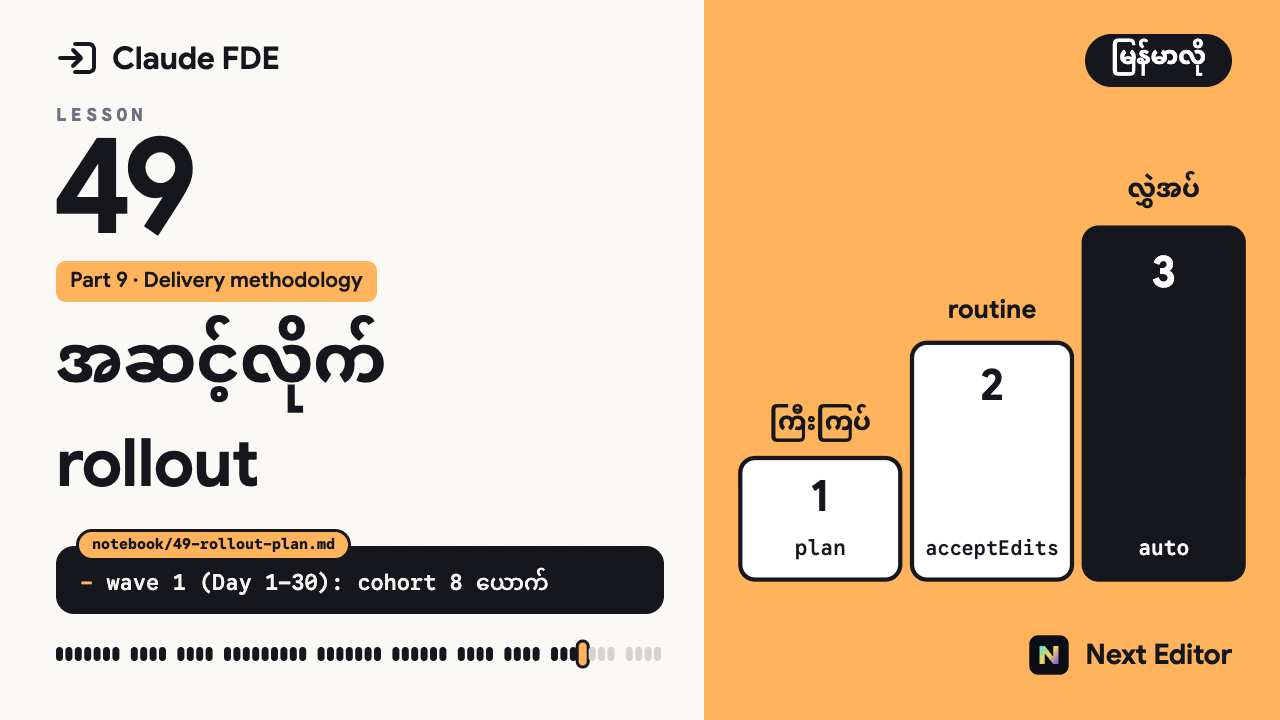 Claude FDE
LESSON
49
Part 9 · Delivery methodology
အဆင့်လိုက်
rollout
notebook/49-rollout-plan.md
- wave 1 (Day 1-30): cohort 8 ယောက်
မြန်မာလို
လွှဲအပ်
3
routine
2
ကြီးကြပ်
1
plan
acceptEdits
auto
Next Editor